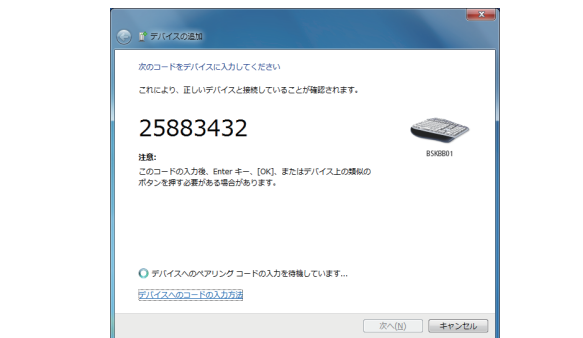 デバイスの追加
次のコードをデバイスに入力してください
これにより、正しいデバイスと接続していることが確認されます。
25883432
BSKBB01
注意:
このコードの入力後、Enter キー、[OK]、またはデバイス上の類似の
ボタンを押す必要がある場合があります。
デバイスへのペアリング コードの入力を待機しています...
デバイスへのコードの入力方法
次へ(N)
キャンセル